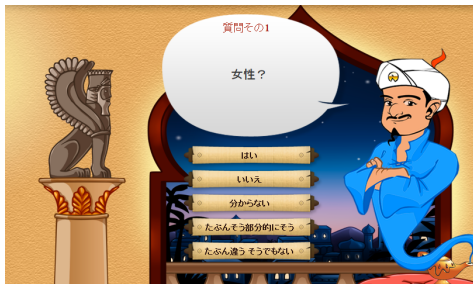 質問その1
女性？
はい
いいえ
分からない
たぶんそう 部分的にそう
たぶん違う そうでもない